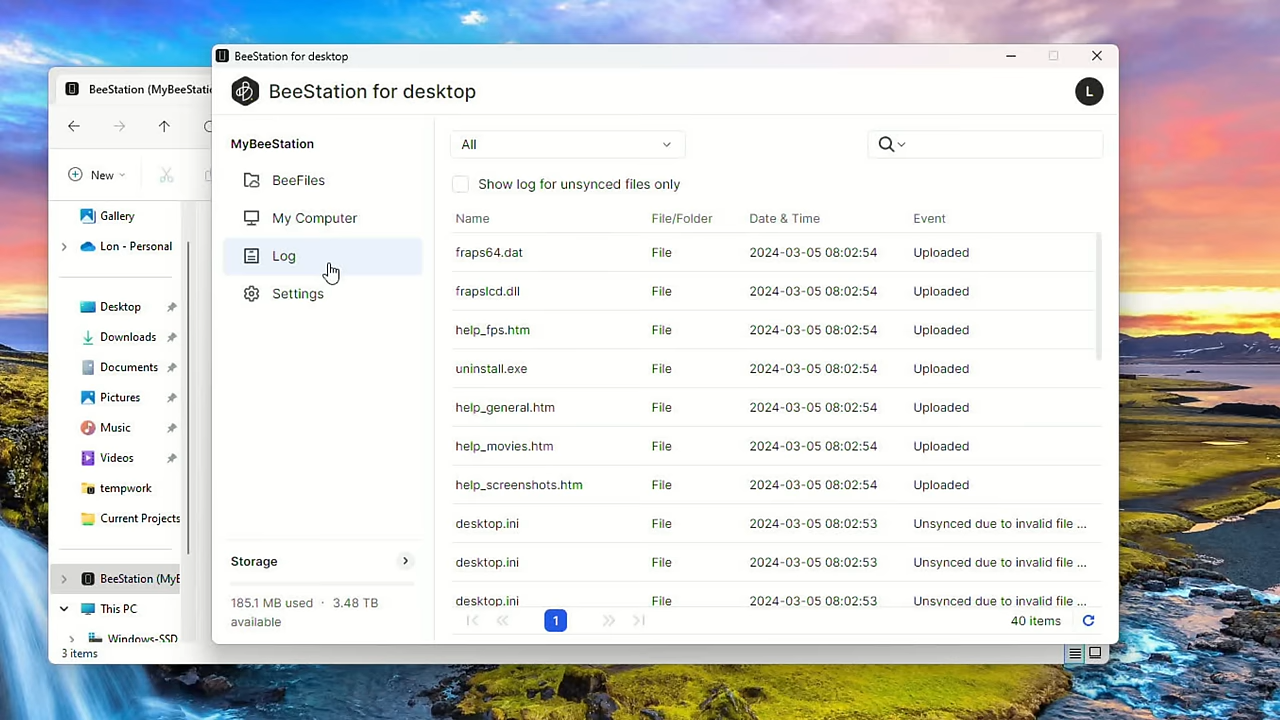 BeeStation for desktop
BeeStation (MyBeeStatio
BeeStation for desktop
L
New
Gallery
Lon - Personal
Desktop
Downloads
Documents
Pictures
Music
Videos
tempwork
Current Projects
BeeStation (MyB
This PC
Windows-SSD
3 items
MyBeeStation
BeeFiles
My Computer
Log
Settings
Storage
185.1 MB used · 3.48 TB
available
All
Show log for unsynced files only
Name File/Folder Date & Time Event
fraps64.dat File 2024-03-05 08:02:54 Uploaded
frapslcd.dll File 2024-03-05 08:02:54 Uploaded
help_fps.htm File 2024-03-05 08:02:54 Uploaded
uninstall.exe File 2024-03-05 08:02:54 Uploaded
help_general.htm File 2024-03-05 08:02:54 Uploaded
help_movies.htm File 2024-03-05 08:02:54 Uploaded
help_screenshots.htm File 2024-03-05 08:02:54 Uploaded
desktop.ini File 2024-03-05 08:02:53 Unsynced due to invalid file ...
desktop.ini File 2024-03-05 08:02:53 Unsynced due to invalid file ...
desktop.ini File 2024-03-05 08:02:53 Unsynced due to invalid file ...
1
40 items